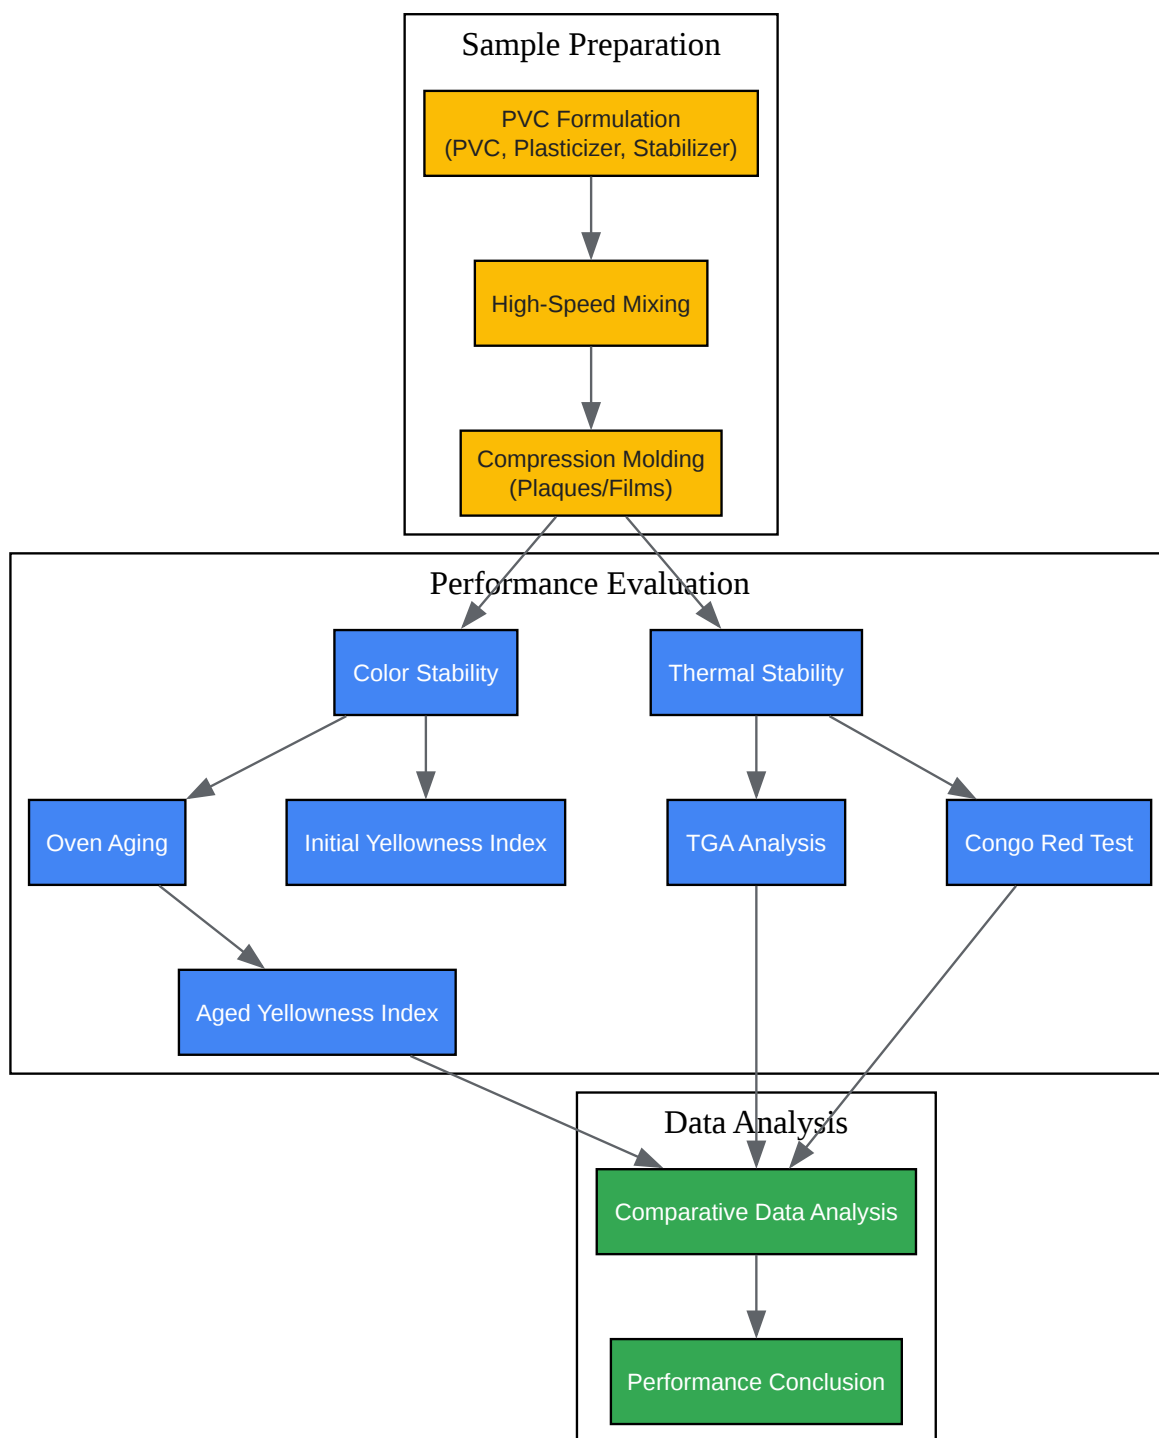 Sample Preparation
PVC Formulation
(PVC, Plasticizer, Stabilizer)
High-Speed Mixing
Compression Molding
(Plaques/Films)
Performance Evaluation
Color Stability
Thermal Stability
Oven Aging
Initial Yellowness Index
TGA Analysis
Congo Red Test
Aged Yellowness Index
Data Analysis
Comparative Data Analysis
Performance Conclusion